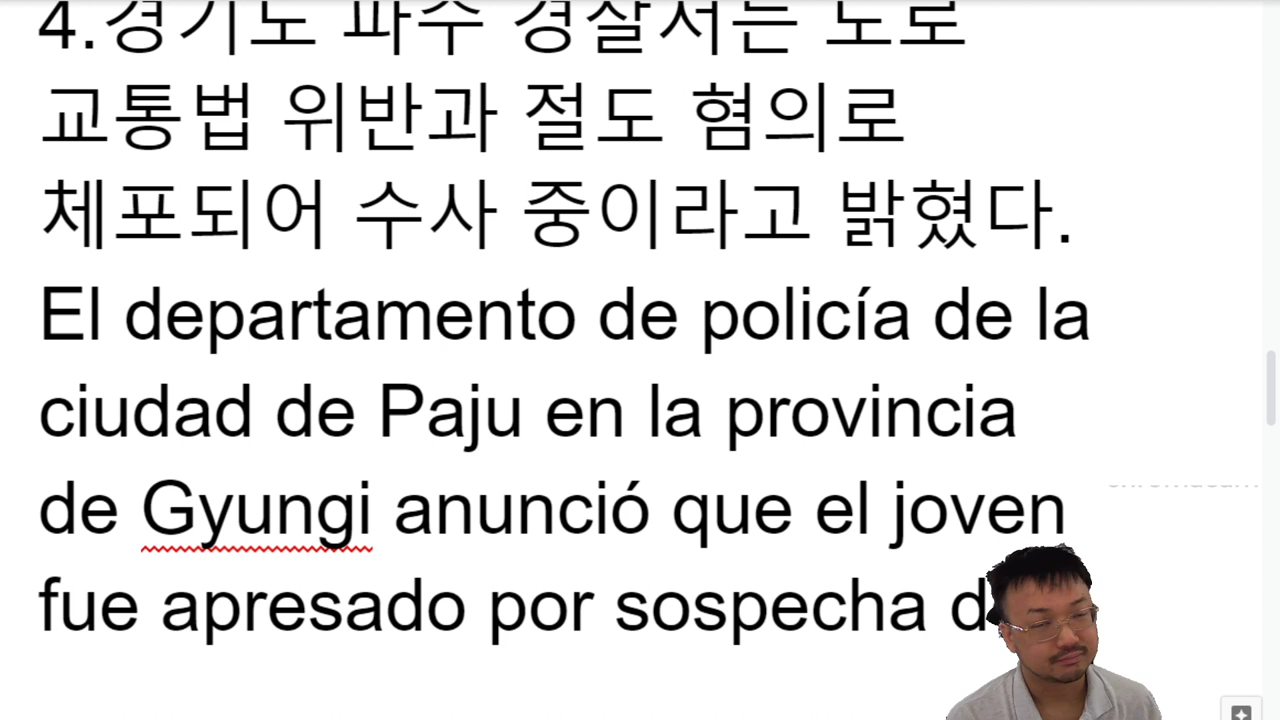 4.경기도 파주 경찰서는 도로
교통법 위반과 절도 혐의로
체포되어 수사 중이라고 밝혔다.
El departamento de policía de la
ciudad de Paju en la provincia
de Gyungi anunció que el joven
fue apresado por sospecha